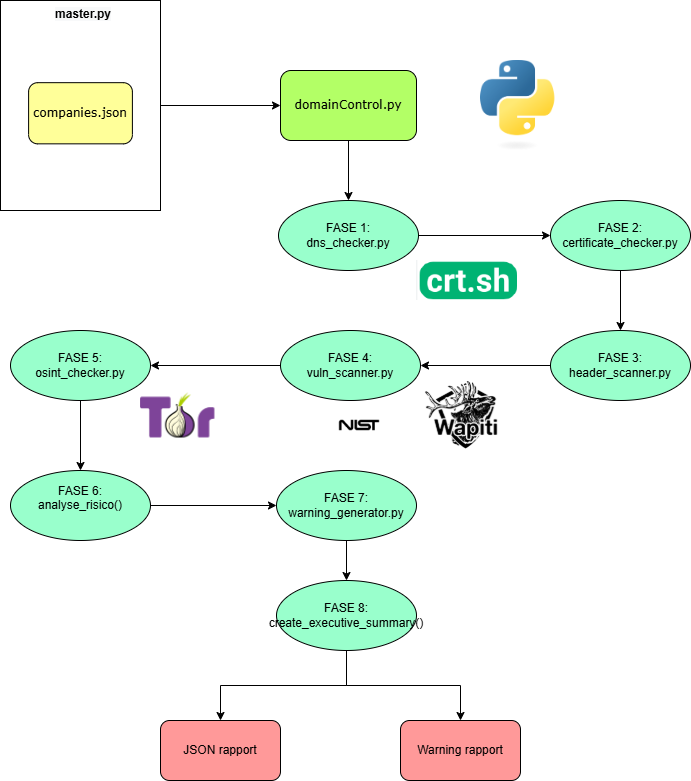 master.py
companies.json
domainControl.py
FASE 1:
dns_checker.py
FASE 2:
certificate_checker.py
crt.sh
FASE 5:
osint_checker.py
FASE 4:
vuln_scanner.py
FASE 3:
header_scanner.py
Tor
NIST
Wapiti
FASE 6:
analyse_risico()
FASE 7:
warning_generator.py
FASE 8:
create_executive_summary()
JSON rapport
Warning rapport